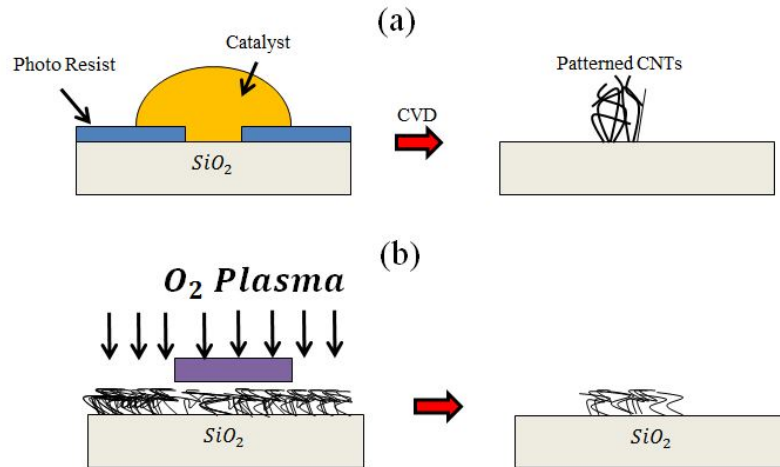 (a)
Catalyst
Photo Resist
Patterned CNTs
CVD
SiO₂
(b)
O₂ Plasma
SiO₂
SiO₂